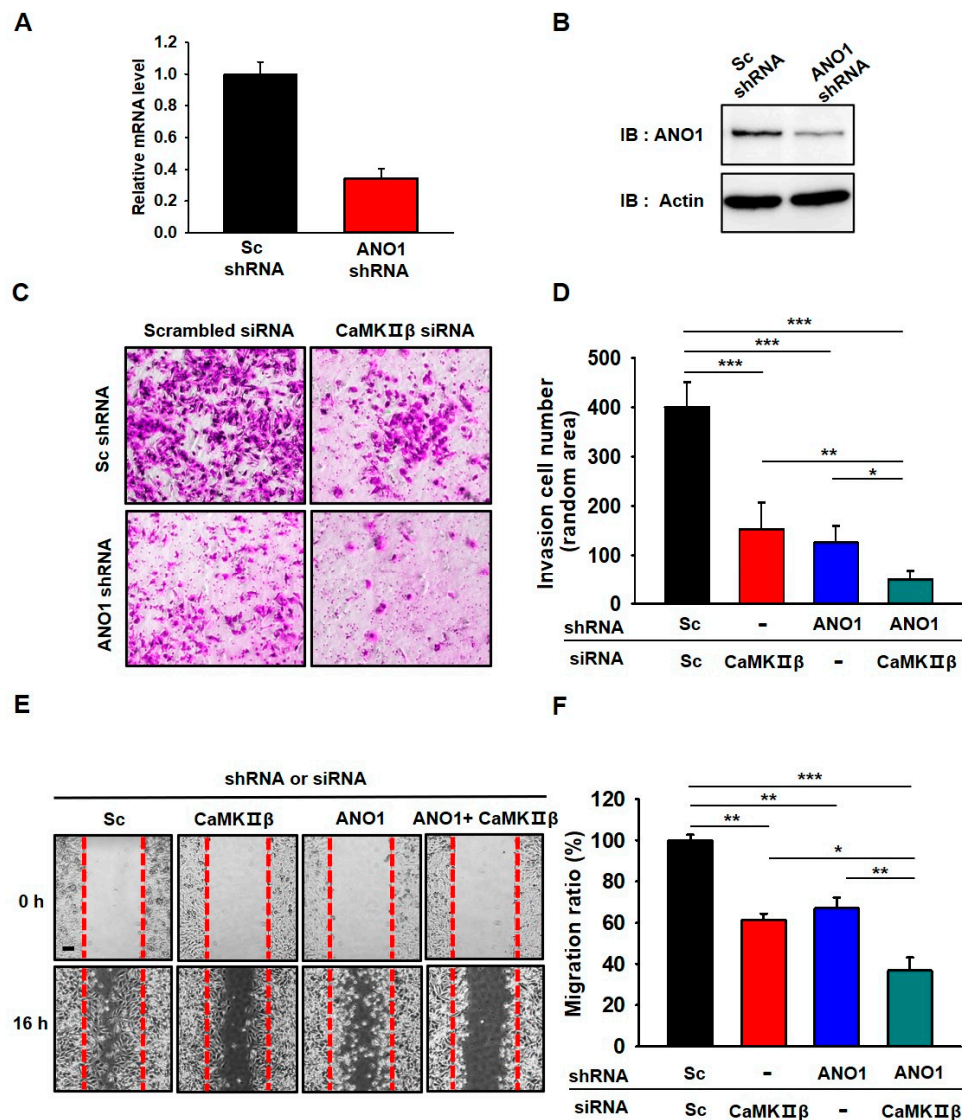 A
Relative mRNA level
1.2
1.0
0.8
0.6
0.4
0.2
0.0
Sc
shRNA
ANO1
shRNA
B
Sc
shRNA
ANO1
shRNA
IB : ANO1
IB : Actin
C
Scrambled siRNA
CaMKⅡβ siRNA
Sc shRNA
ANO1 shRNA
D
Invasion cell number
(random area)
500
400
300
200
100
0
***
***
***
**
*
shRNA Sc - ANO1 ANO1
siRNA Sc CaMKⅡβ - CaMKⅡβ
E
shRNA or siRNA
Sc CaMKⅡβ ANO1 ANO1+ CaMKⅡβ
0 h
16 h
F
Migration ratio (%)
120
100
80
60
40
20
0
***
**
**
*
**
shRNA Sc - ANO1 ANO1
siRNA Sc CaMKⅡβ - CaMKⅡβ